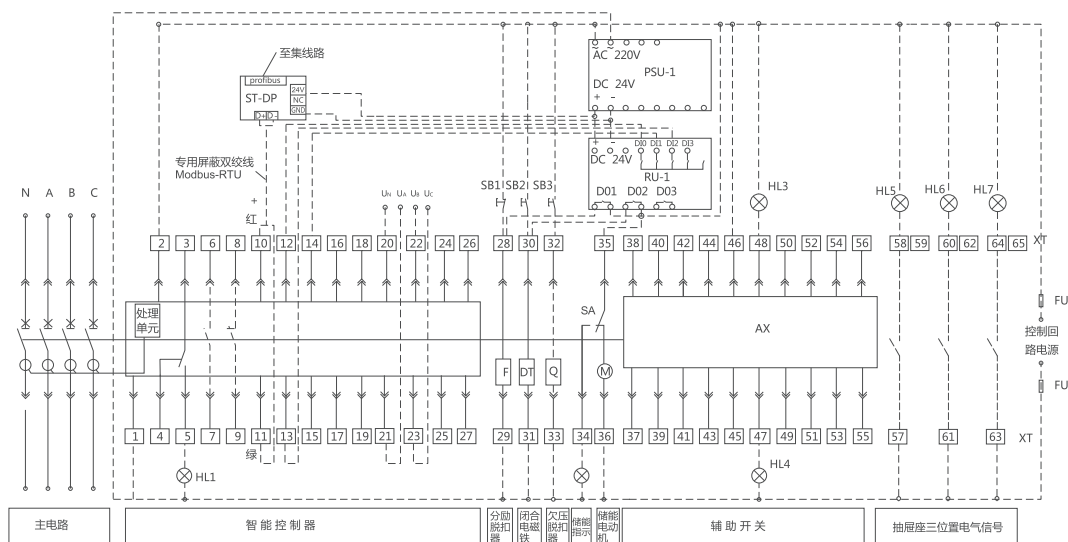 至集线路
profibus
ST-DP
24V
NC
GND
D+ D-
AC 220V
PSU-1
DC 24V
+ -
+ - DI0 DI1 DI2 DI3
DC 24V
RU-1
D01 D02 D03
专用屏蔽双绞线
Modbus-RTU
+
红
UN UA UB UC
SB1 SB2 SB3
HL3
HL5 HL6 HL7
N A B C
2 3 6 8 10 12 14 16 18 20 22 24 26 28 30 32 35 38 40 42 44 46 48 50 52 54 56 58 59 60 62 64 65 XT
处理
单元
SA
AX
FU
控制回
路电源
FU
F DT Q M
1 4 5 7 9 11 13 15 17 19 21 23 25 27 29 31 33 34 36 37 39 41 43 45 47 49 51 53 55 57 61 63 XT
绿
HL1
HL4
主电路
智能控制器
分励
脱扣
器
闭合
电磁
铁
欠压
脱扣
器
储能
指示
储能
电动
机
辅助开关
抽屉座三位置电气信号